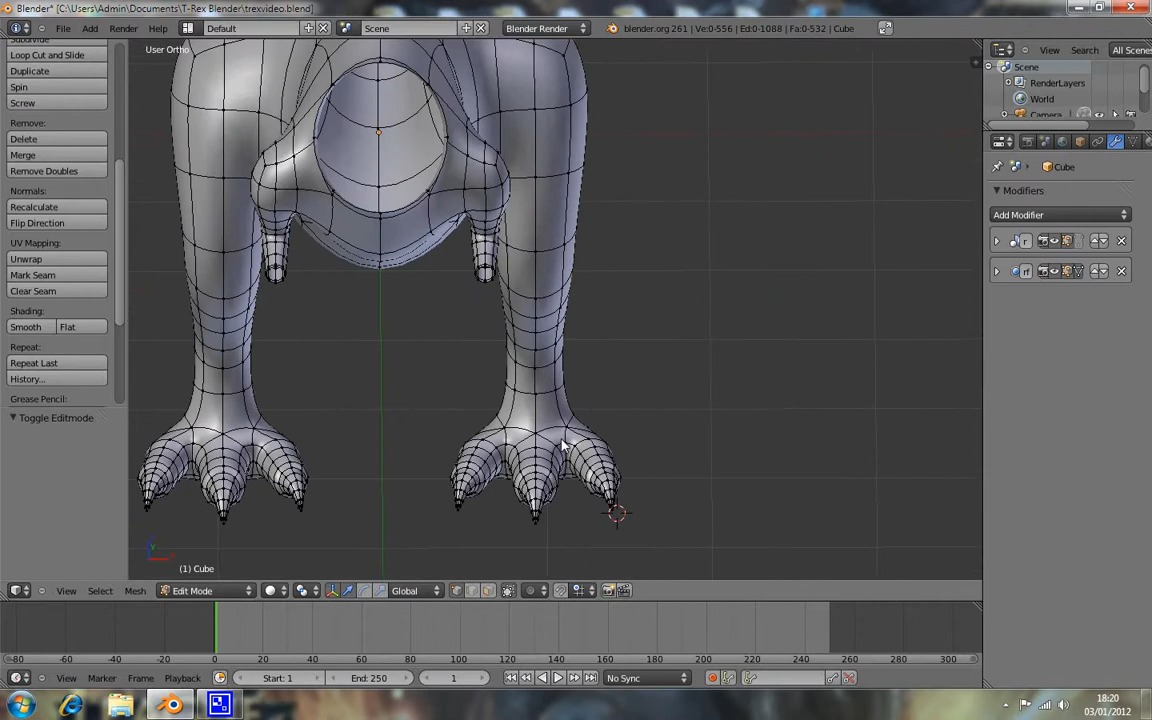 Blender* [C:\Users\Admin\Documents\T-Rex Blender\trexvideo.blend]
File Add Render Help Default Scene Blender Render blender.org 261 | Ve:0-556 | Ed:0-1088 | Fa:0-532 | Cube
View Search All Scenes
Subdivide
Loop Cut and Slide
Duplicate
Spin
Screw
Remove:
Delete
Merge
Remove Doubles
Normals:
Recalculate
Flip Direction
UV Mapping:
Unwrap
Mark Seam
Clear Seam
Shading:
Smooth Flat
Repeat:
Repeat Last
History...
Grease Pencil:
Toggle Editmode
User Ortho
y
x
(1) Cube
Scene
RenderLayers
World
Camera
Cube
Modifiers
Add Modifier
r
rf
View Select Mesh Edit Mode Global
-80 -60 -40 -20 0 20 40 60 80 100 120 140 160 180 200 220 240 260 280 300
View Marker Frame Playback Start: 1 End: 250 1 No Sync
18:20
03/01/2012